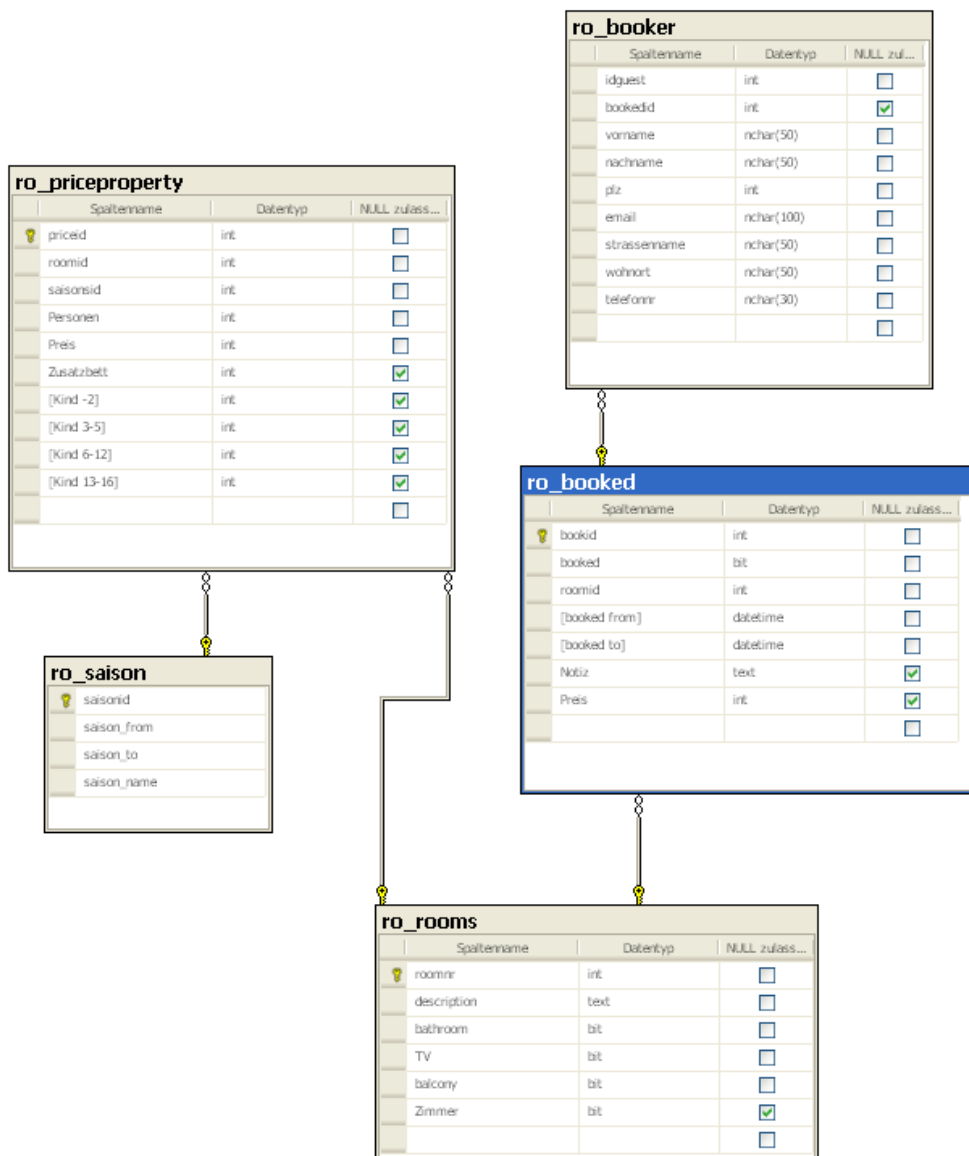 ro_booker
Spaltenname Datentyp NULL zul...
idguest int
bookedid int
vorname nchar(50)
nachname nchar(50)
plz int
email nchar(100)
strassenname nchar(50)
wohnort nchar(50)
telefonnr nchar(30)
ro_priceproperty
Spaltenname Datentyp NULL zulass...
priceid int
roomid int
saisonsid int
Personen int
Preis int
Zusatzbett int
[Kind -2] int
[Kind 3-5] int
[Kind 6-12] int
[Kind 13-16] int
ro_booked
Spaltenname Datentyp NULL zulass...
bookid int
booked bit
roomid int
[booked from] datetime
[booked to] datetime
Notiz text
Preis int
ro_saison
saisonid
saison_from
saison_to
saison_name
ro_rooms
Spaltenname Datentyp NULL zulass...
roomnr int
description text
bathroom bit
TV bit
balcony bit
Zimmer bit